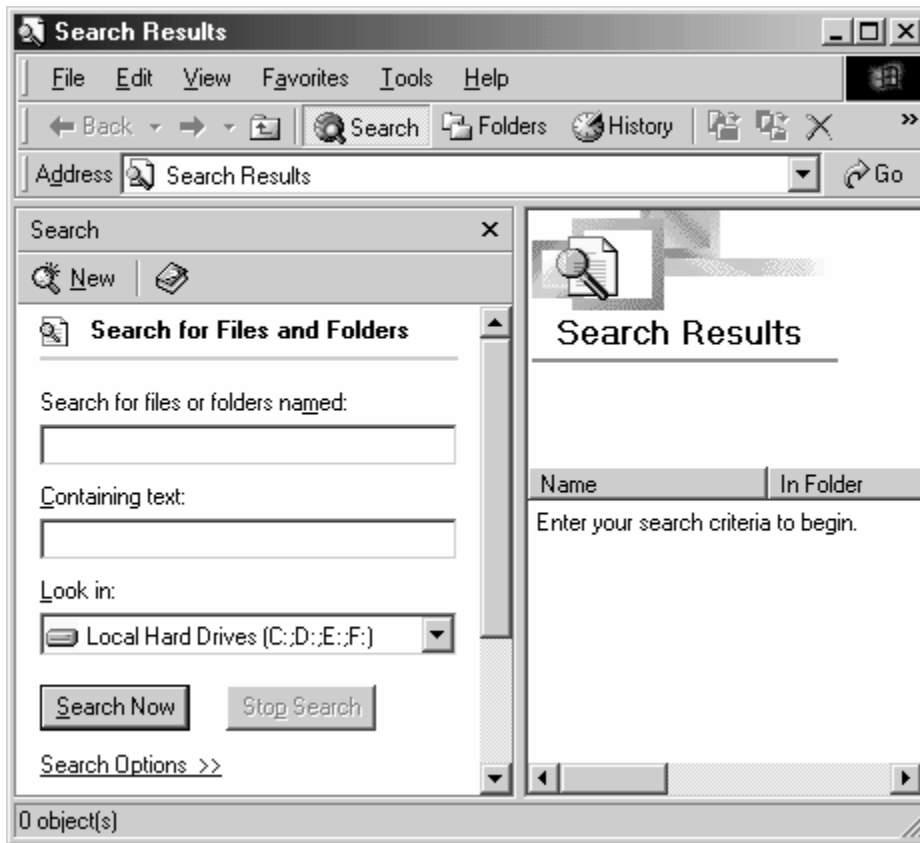 Search Results
File Edit View Favorites Tools Help
Back Search Folders History »
Address Search Results Go
Search
New
Search for Files and Folders
Search for files or folders named:
Containing text:
Look in:
Local Hard Drives (C:;D:;E:;F:)
Search Now Stop Search
Search Options >>
Search Results
Name In Folder
Enter your search criteria to begin.
0 object(s)